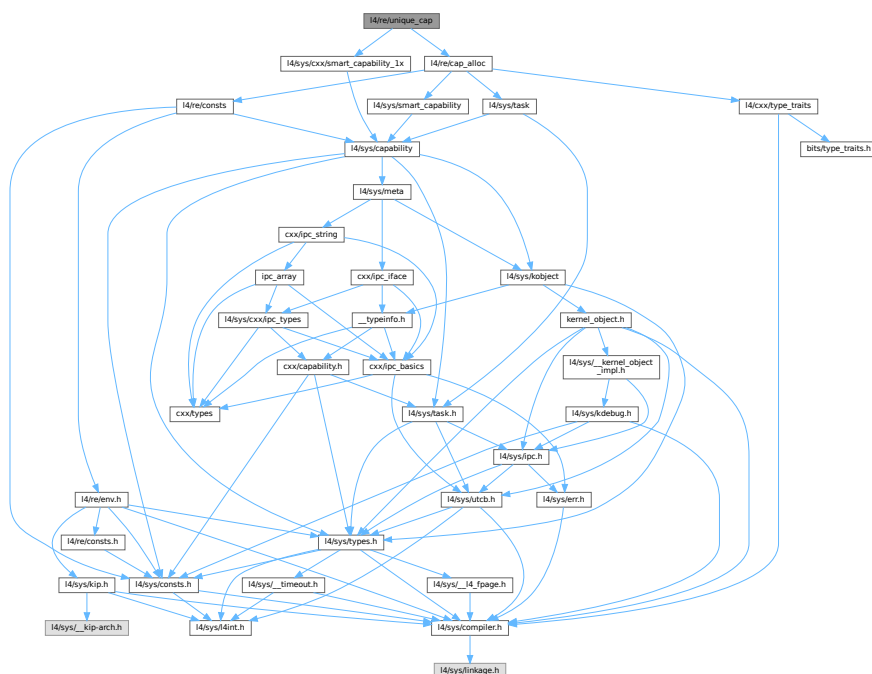 l4/re/unique_cap
l4/sys/cxx/smart_capability_1x
l4/re/cap_alloc
l4/re/consts
l4/sys/smart_capability
l4/sys/task
l4/cxx/type_traits
l4/sys/capability
bits/type_traits.h
l4/sys/meta
cxx/ipc_string
ipc_array
cxx/ipc_iface
l4/sys/kobject
l4/sys/cxx/ipc_types
__typeinfo.h
kernel_object.h
cxx/capability.h
cxx/ipc_basics
l4/sys/__kernel_object
_impl.h
cxx/types
l4/sys/task.h
l4/sys/kdebug.h
l4/sys/ipc.h
l4/re/env.h
l4/sys/utcb.h
l4/sys/err.h
l4/re/consts.h
l4/sys/types.h
l4/sys/kip.h
l4/sys/consts.h
l4/sys/__timeout.h
l4/sys/__l4_fpage.h
l4/sys/__kip-arch.h
l4/sys/l4int.h
l4/sys/compiler.h
l4/sys/linkage.h